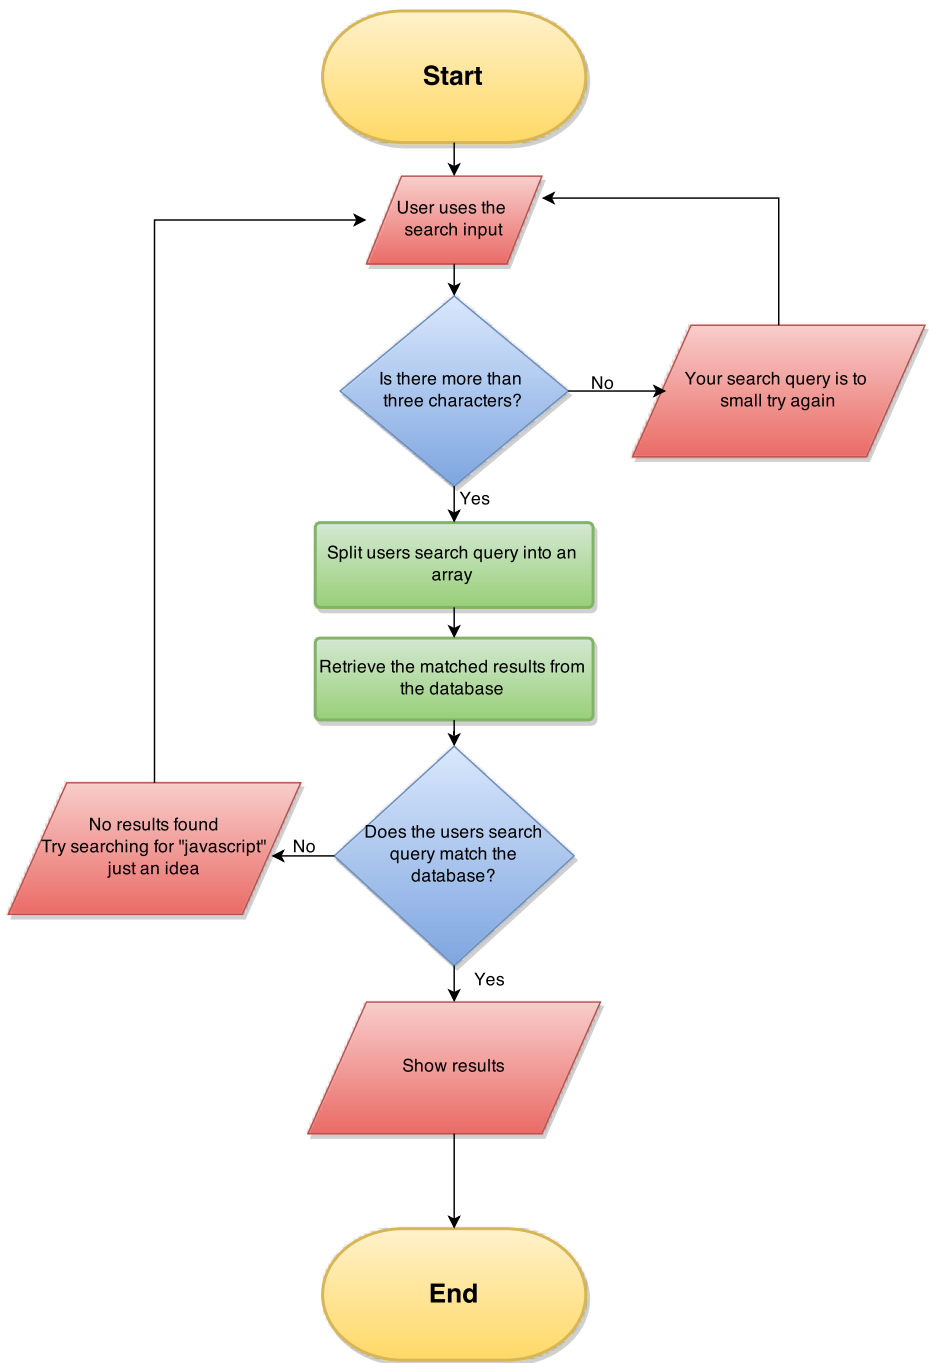 Start
User uses the
search input
Is there more than
three characters?
No
Your search query is to
small try again
Yes
Split users search query into an
array
Retrieve the matched results from
the database
Does the users search
query match the
database?
No
No results found
Try searching for "javascript"
just an idea
Yes
Show results
End